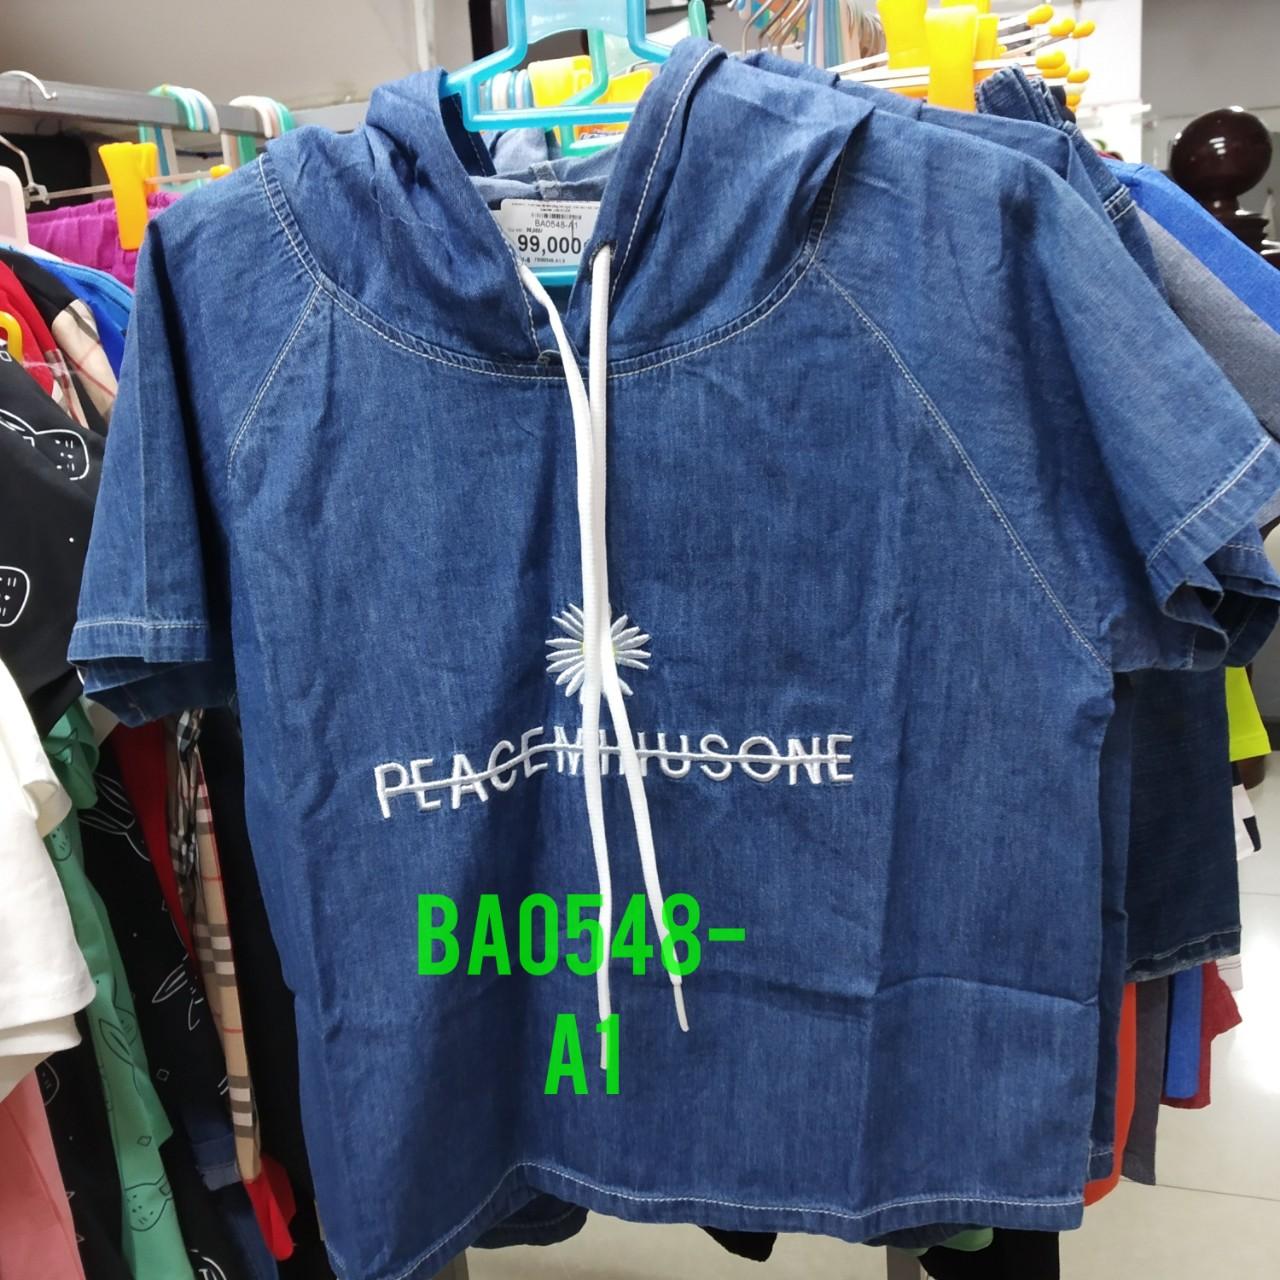 BA0548-A1
99,000
PEACEMINUSONE
BA0548-
A1